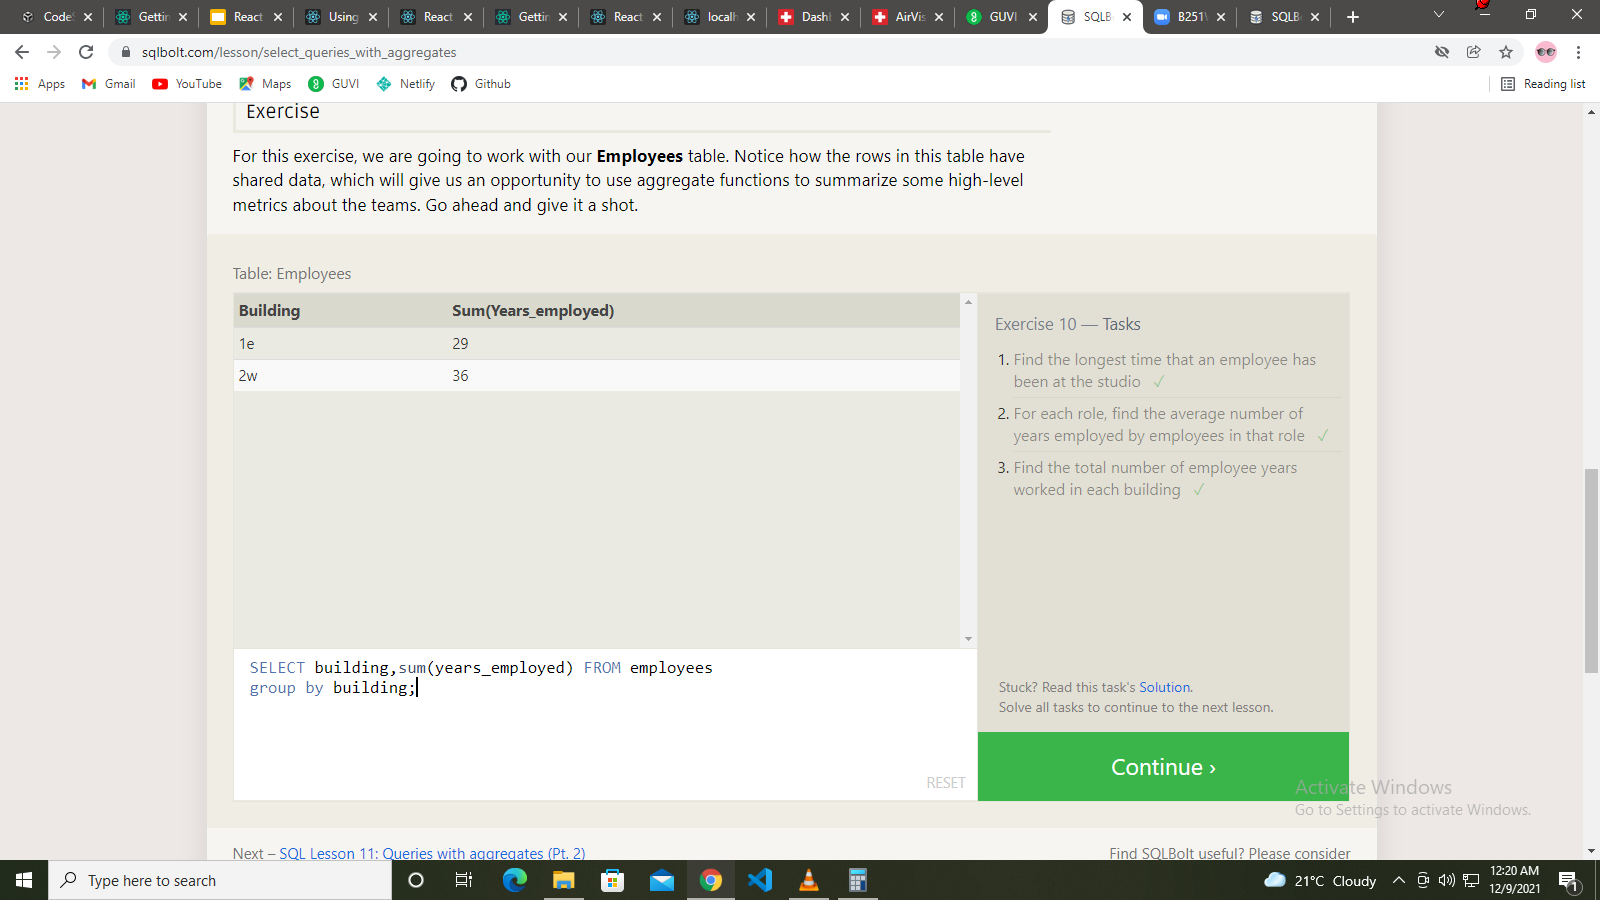 CodeS
Gettin
React
Using
React
Gettin
React
localh
Dashb
AirVis
GUVI
SQLBo
B251W
SQLBo
sqlbolt.com/lesson/select_queries_with_aggregates
Apps
Gmail
YouTube
Maps
GUVI
Netlify
Github
Reading list
Exercise
For this exercise, we are going to work with our Employees table. Notice how the rows in this table have
shared data, which will give us an opportunity to use aggregate functions to summarize some high-level
metrics about the teams. Go ahead and give it a shot.
Table: Employees
Building Sum(Years_employed)
1e 29
2w 36
SELECT building,sum(years_employed) FROM employees
group by building;
RESET
Exercise 10 — Tasks
1. Find the longest time that an employee has
been at the studio ✓
2. For each role, find the average number of
years employed by employees in that role ✓
3. Find the total number of employee years
worked in each building ✓
Stuck? Read this task's Solution.
Solve all tasks to continue to the next lesson.
Continue ›
Activate Windows
Go to Settings to activate Windows.
Next – SQL Lesson 11: Queries with aggregates (Pt. 2)
Find SQLBolt useful? Please consider
Type here to search
21°C Cloudy
12:20 AM
12/9/2021
1